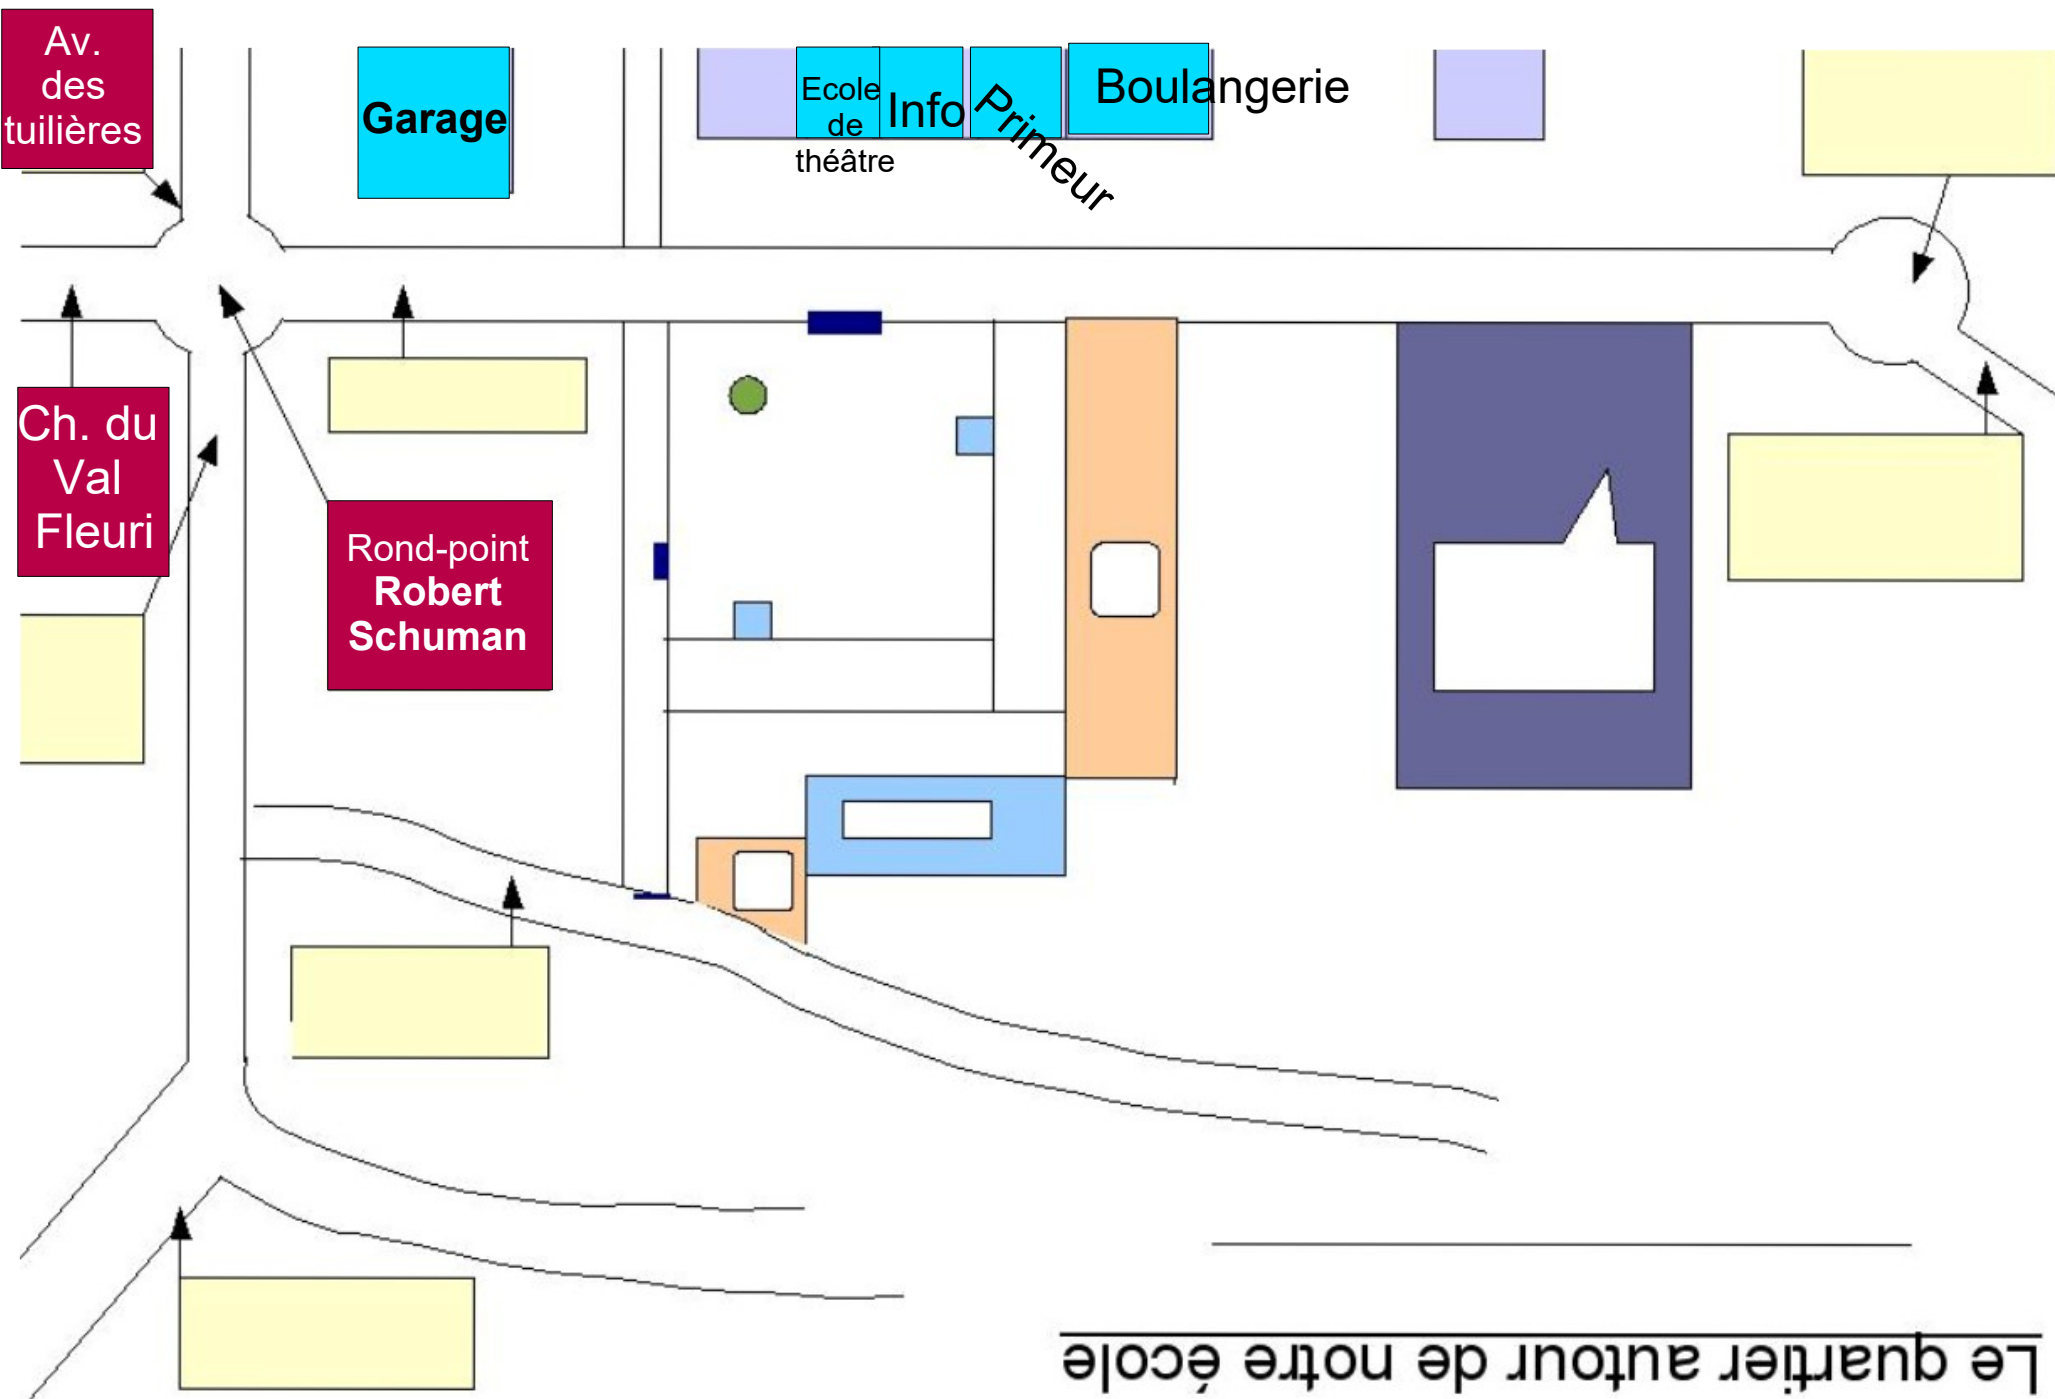 Av.
des
tuilières
Garage
Ecole
de
théâtre
Info
Primeur
Boulangerie
Ch. du
Val
Fleuri
Rond-point
Robert
Schuman
Le quartier autour de notre école